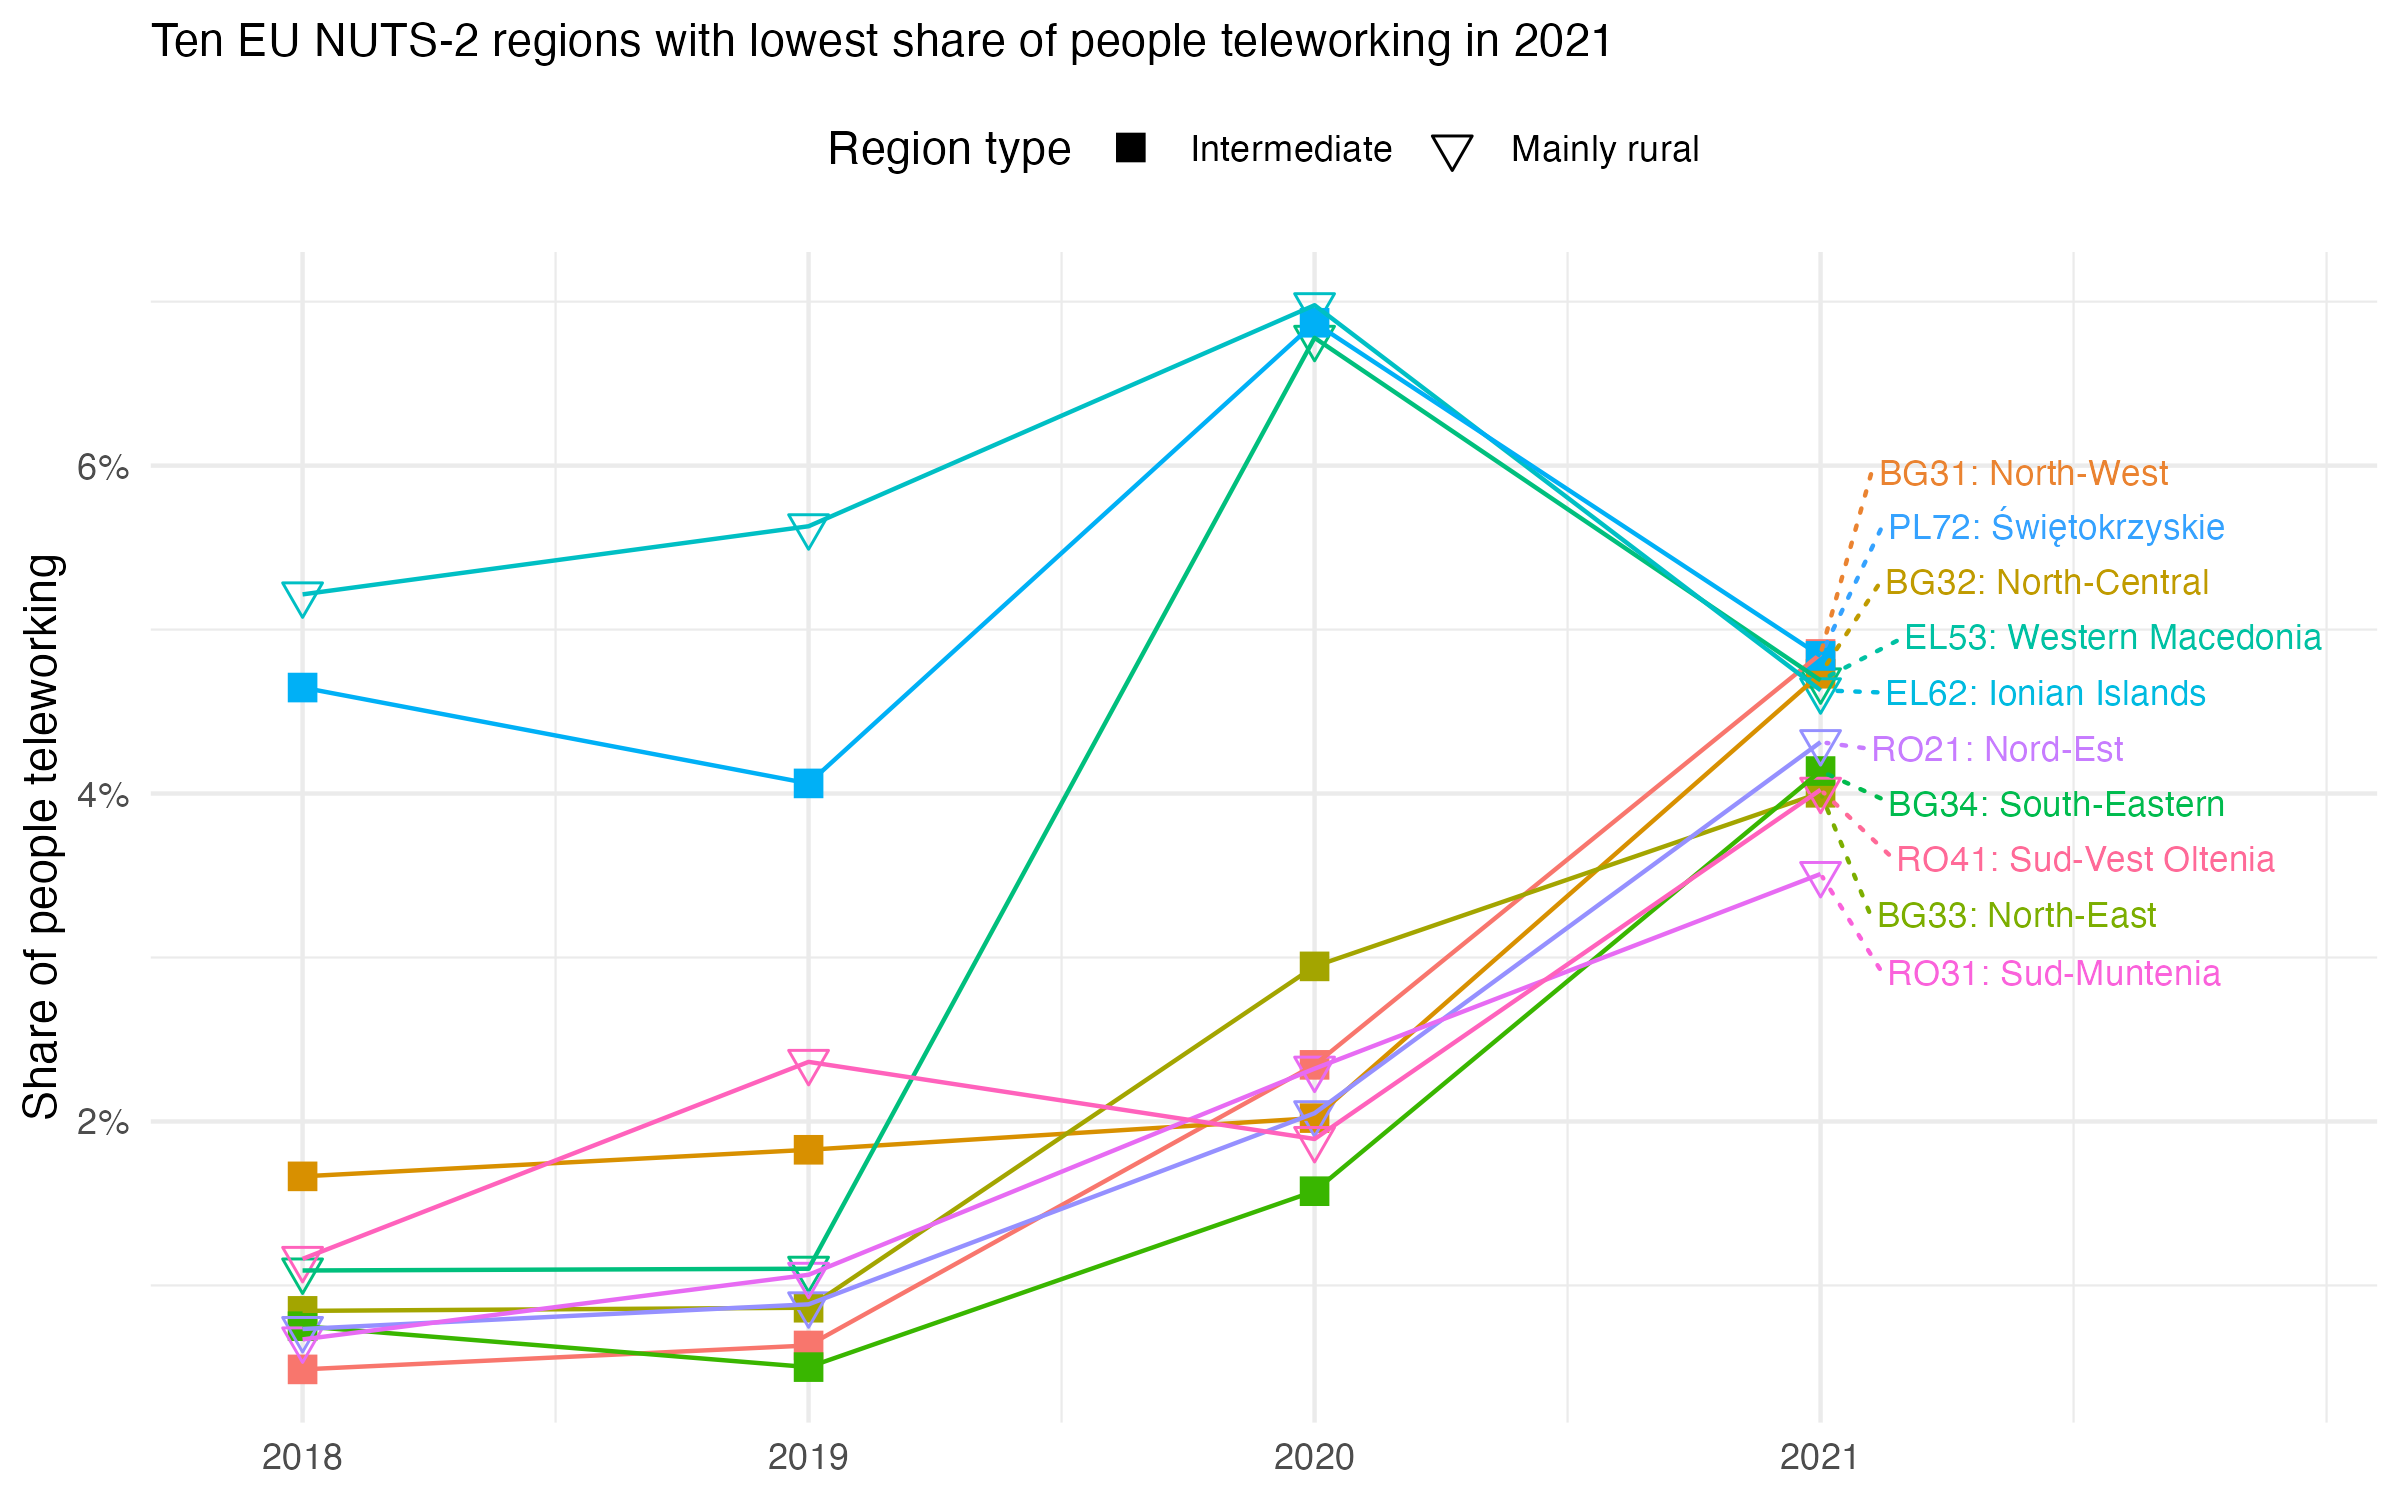 Ten EU NUTS-2 regions with lowest share of people teleworking in 2021
Region type
Intermediate
Mainly rural
Share of people teleworking
6%
4%
2%
BG31: North-West
PL72: Świętokrzyskie
BG32: North-Central
EL53: Western Macedonia
EL62: Ionian Islands
RO21: Nord-Est
BG34: South-Eastern
RO41: Sud-Vest Oltenia
BG33: North-East
RO31: Sud-Muntenia
2018
2019
2020
2021